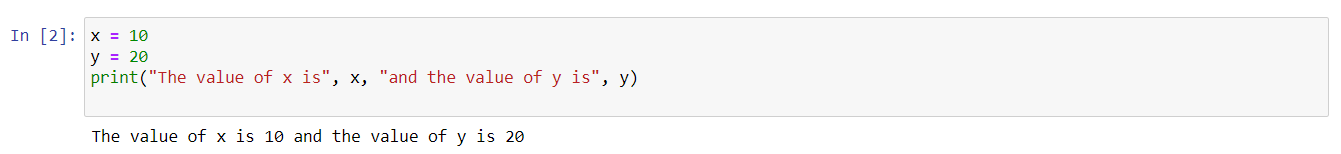 In [2]: x = 10
y = 20
print("The value of x is", x, "and the value of y is", y)
The value of x is 10 and the value of y is 20